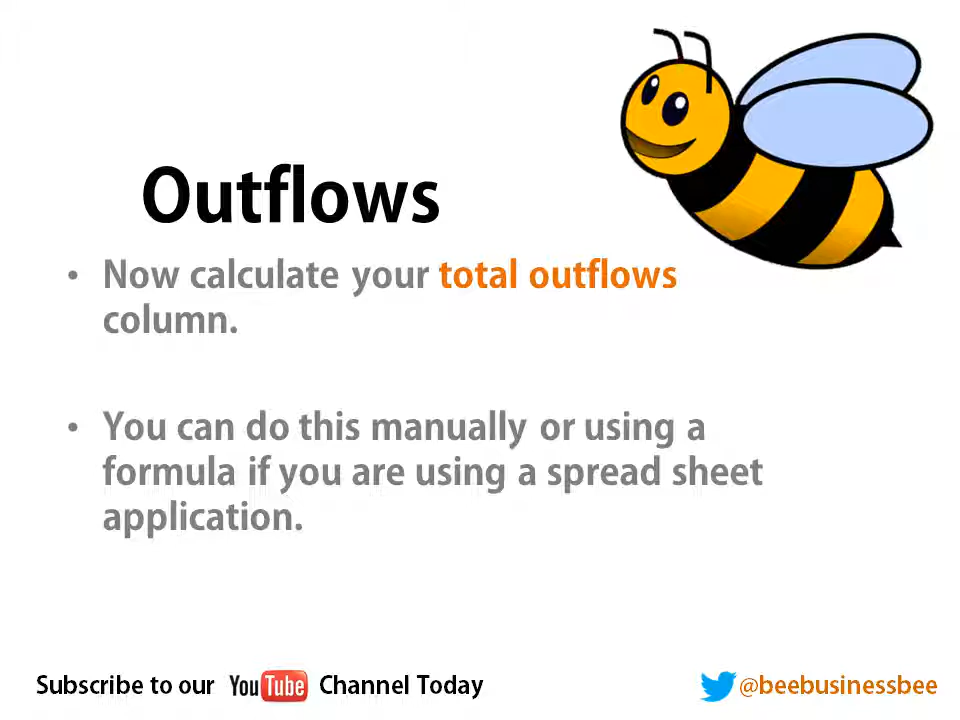 Outflows
• Now calculate your total outflows
column.
• You can do this manually or using a
formula if you are using a spread sheet
application.
Subscribe to our YouTube Channel Today
@beebusinessbee